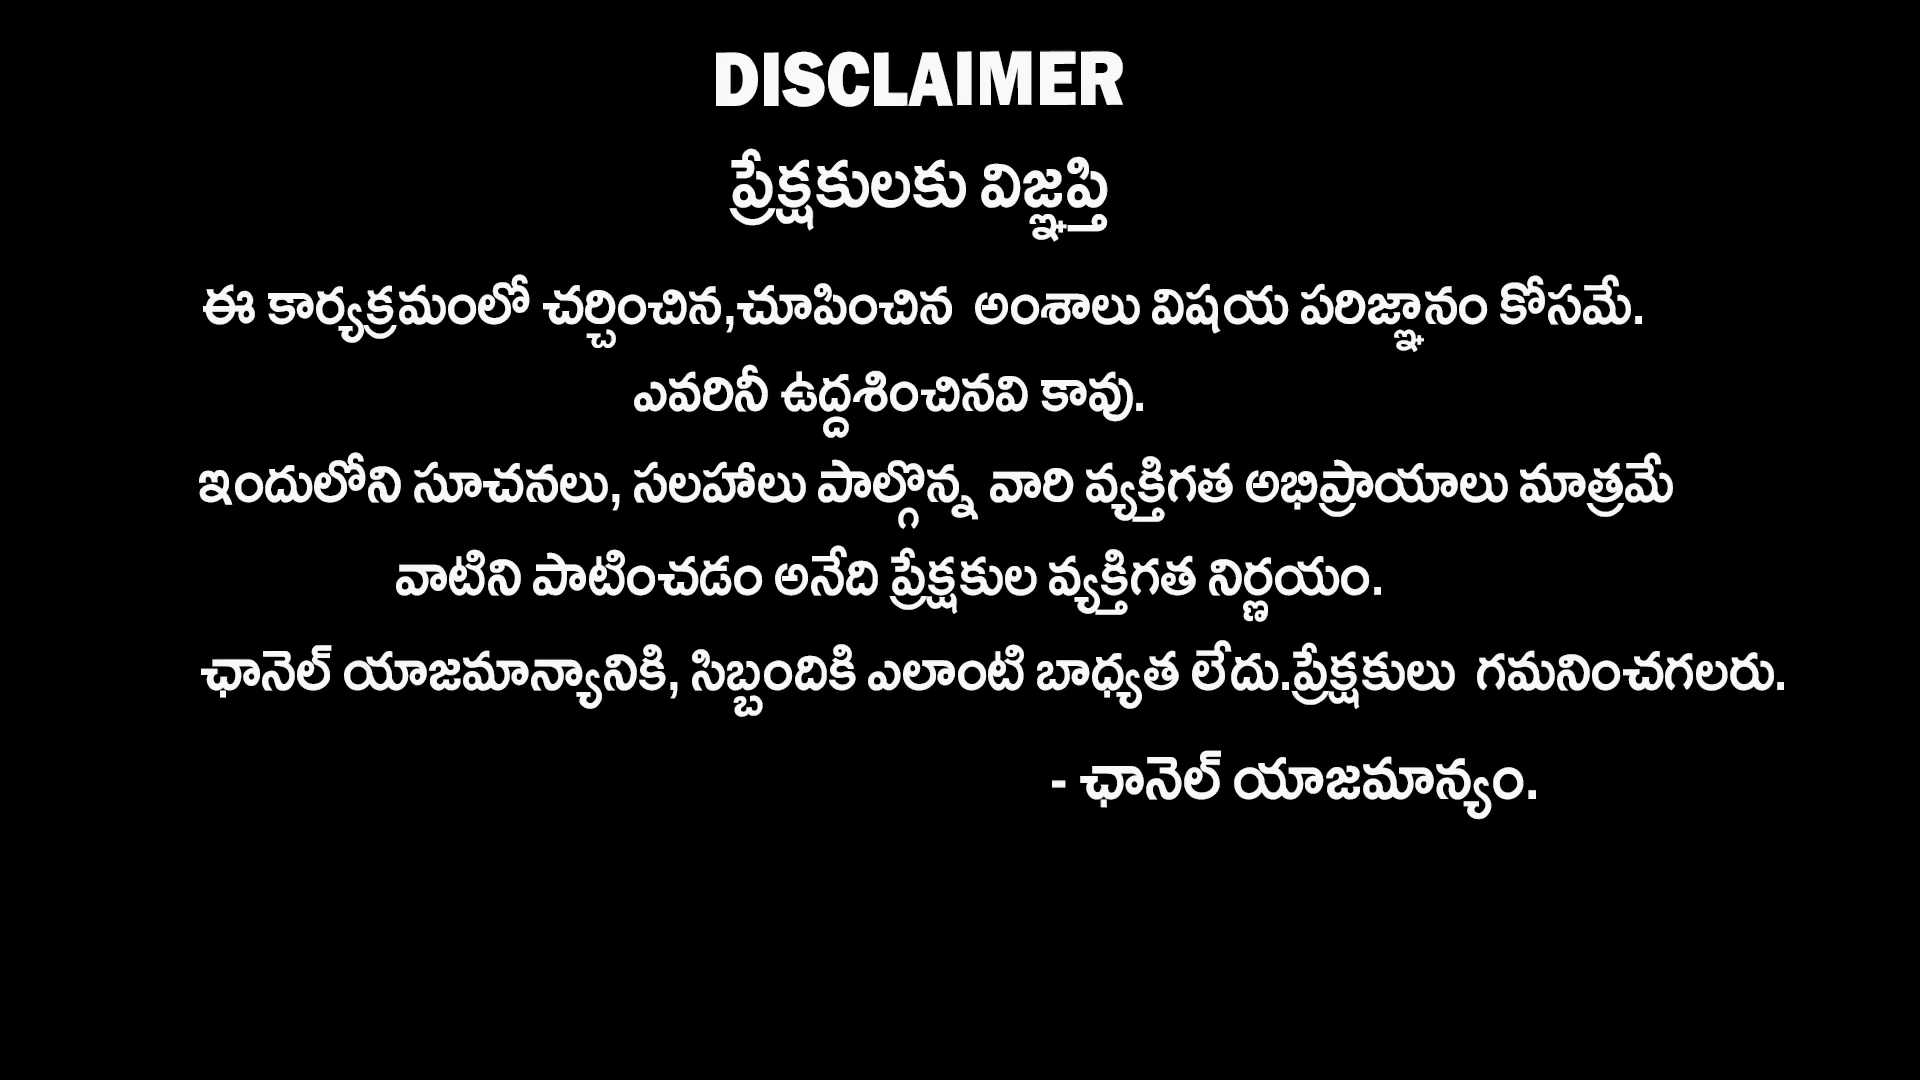 DISCLAIMER
ప్రేక్షకులకు విజ్ఞప్తి
ఈ కార్యక్రమంలో చర్చించిన,చూపించిన అంశాలు విషయ పరిజ్ఞానం కోసమే.
ఎవరినీ ఉద్దశించినవి కావు.
ఇందులోని సూచనలు, సలహాలు పాల్గొన్న వారి వ్యక్తిగత అభిప్రాయాలు మాత్రమే
వాటిని పాటించడం అనేది ప్రేక్షకుల వ్యక్తిగత నిర్ణయం.
ఛానెల్ యాజమాన్యానికి, సిబ్బందికి ఎలాంటి బాధ్యత లేదు.ప్రేక్షకులు గమనించగలరు.
- ఛానెల్ యాజమాన్యం.